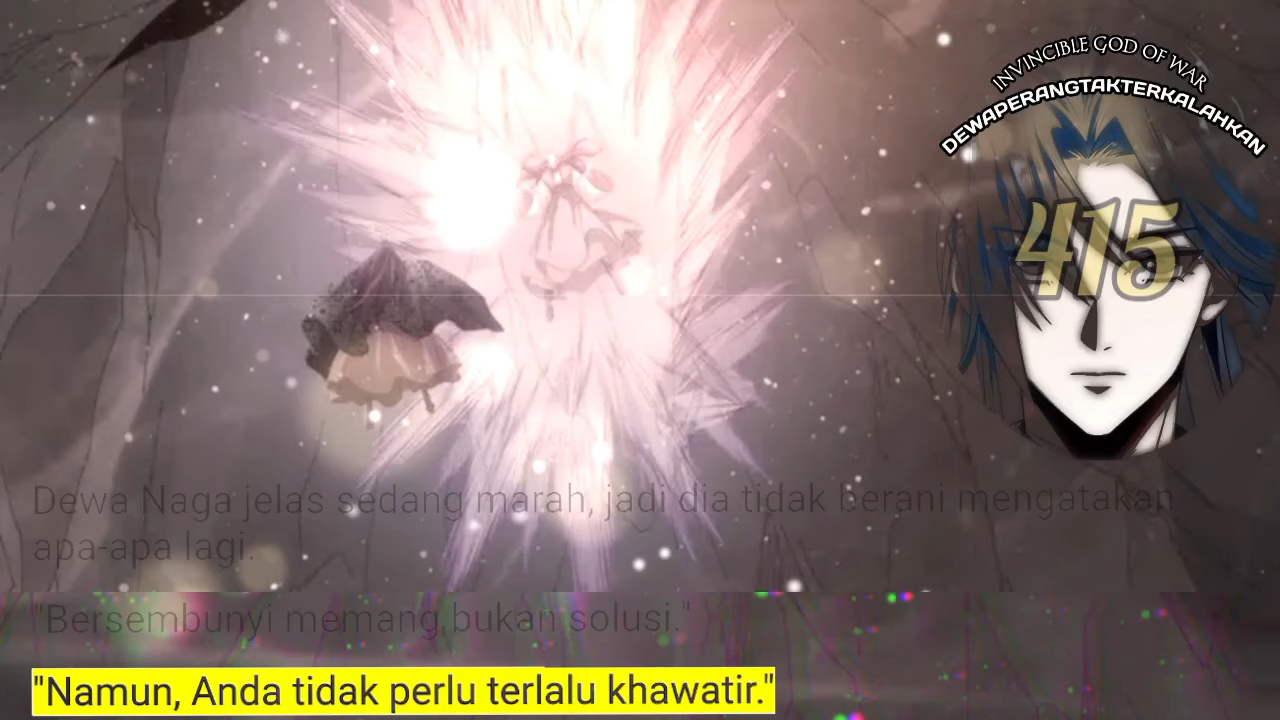 INVINCIBLE GOD OF WAR
DEWAPERANGTAKTERKALAHKAN
415
Dewa Naga jelas sedang marah, jadi dia tidak berani mengatakan
apa-apa lagi.
"Bersembunyi memang bukan solusi."
"Namun, Anda tidak perlu terlalu khawatir."